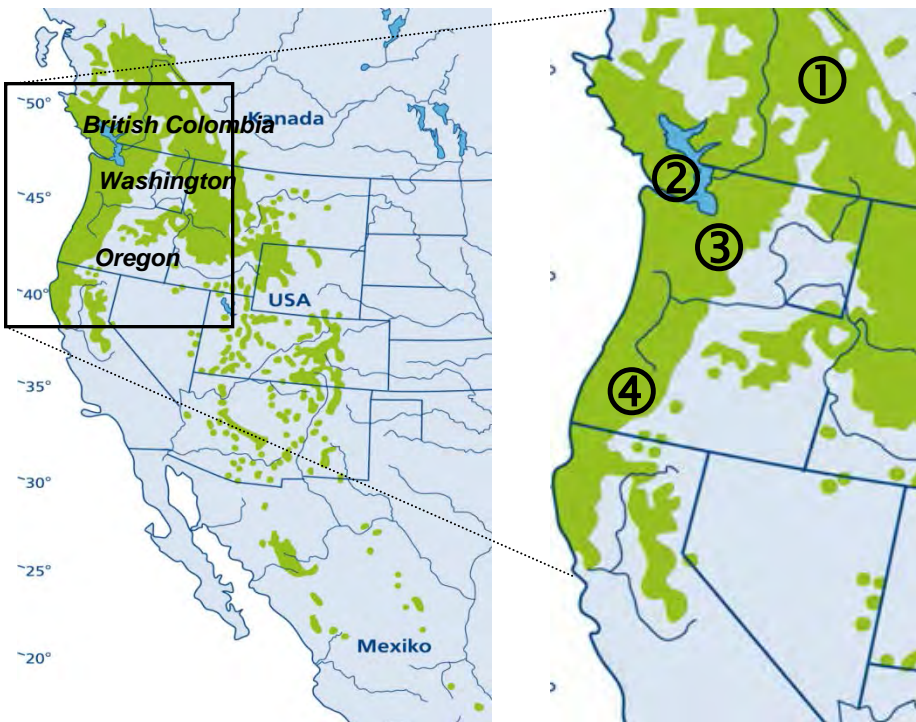 ~50°
Kanada
British Colombia
Washington
~45°
Oregon
~40°
USA
~35°
~30°
~25°
Mexiko
~20°
①
②
③
④